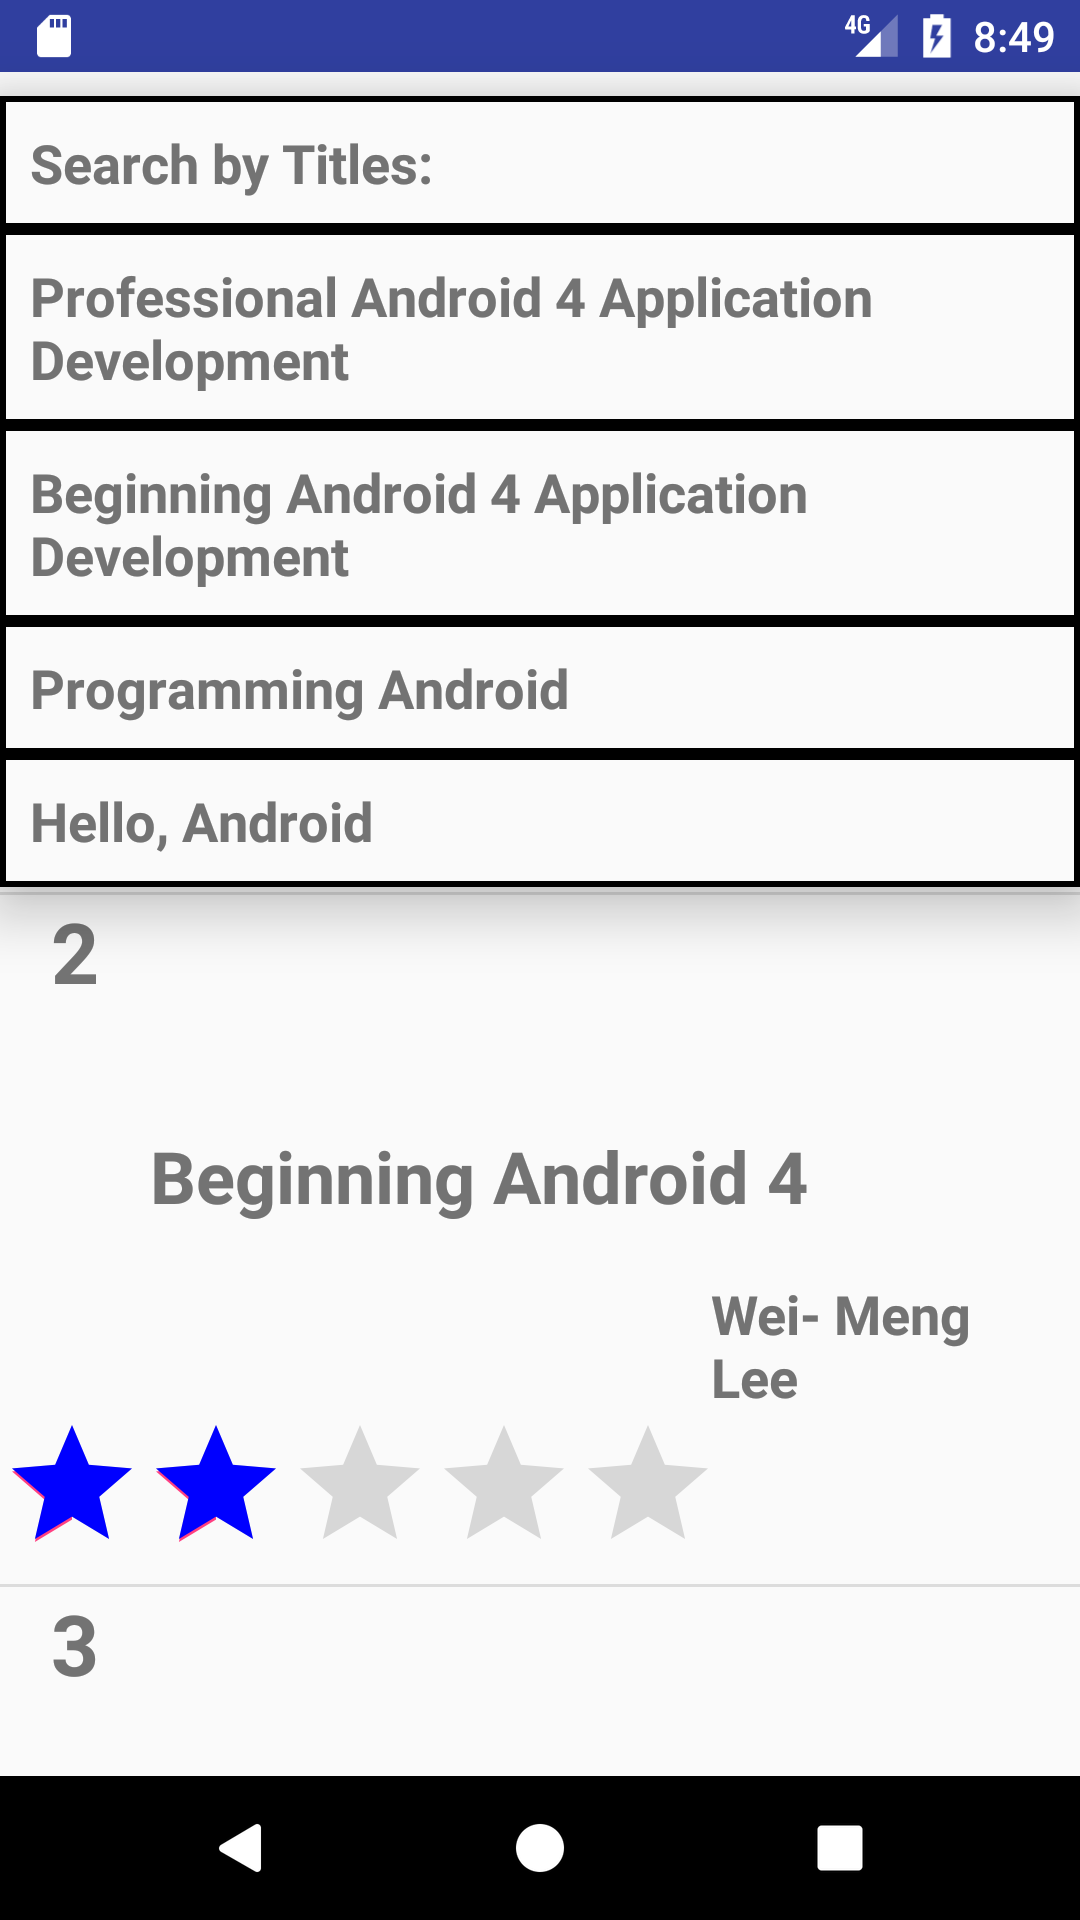 4G 8:49
Search by Titles:
Professional Android 4 Application
Development
Beginning Android 4 Application
Development
Programming Android
Hello, Android
2
Beginning Android 4
Wei- Meng
Lee
3